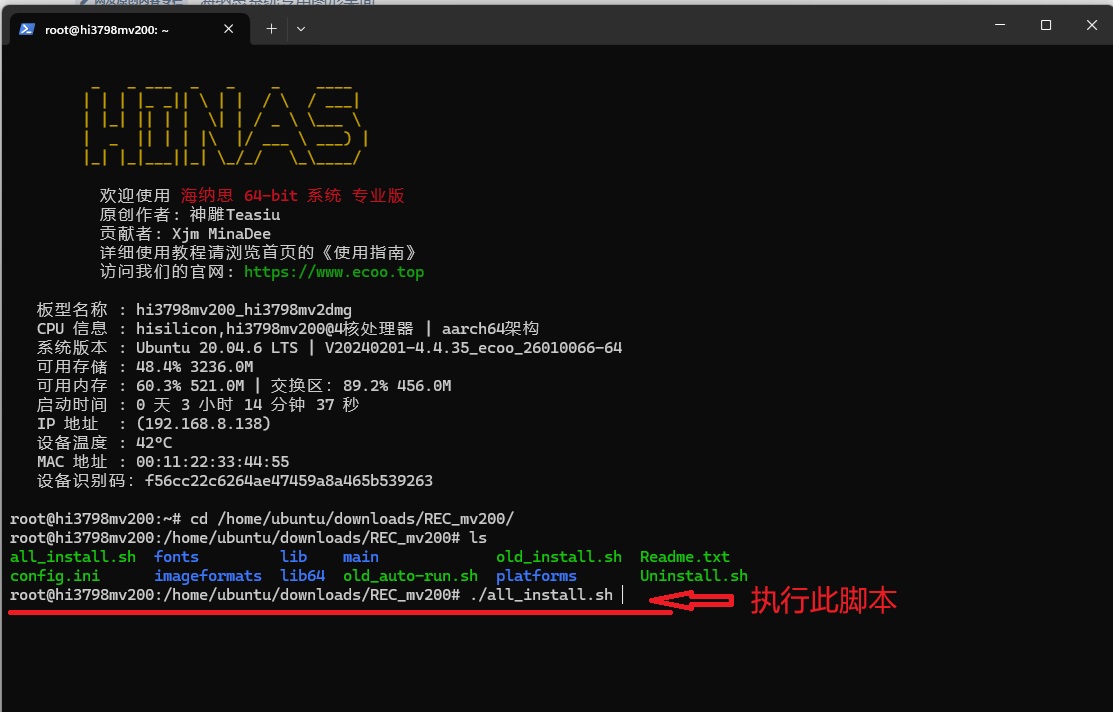 root@hi3798mv200: ~
HINAS
欢迎使用 海纳思 64-bit 系统 专业版
原创作者: 神雕Teasiu
贡献者: Xjm MinaDee
详细使用教程请浏览首页的《使用指南》
访问我们的官网: https://www.ecoo.top
板型名称 : hi3798mv200_hi3798mv2dmg
CPU 信息 : hisilicon,hi3798mv200@4核处理器 | aarch64架构
系统版本 : Ubuntu 20.04.6 LTS | V20240201-4.4.35_ecoo_26010066-64
可用存储 : 48.4% 3236.0M
可用内存 : 60.3% 521.0M | 交换区: 89.2% 456.0M
启动时间 : 0 天 3 小时 14 分钟 37 秒
IP 地址 : (192.168.8.138)
设备温度 : 42°C
MAC 地址 : 00:11:22:33:44:55
设备识别码: f56cc22c6264ae47459a8a465b539263
root@hi3798mv200:~# cd /home/ubuntu/downloads/REC_mv200/
root@hi3798mv200:/home/ubuntu/downloads/REC_mv200# ls
all_install.sh fonts lib main old_install.sh Readme.txt
config.ini imageformats lib64 old_auto-run.sh platforms Uninstall.sh
root@hi3798mv200:/home/ubuntu/downloads/REC_mv200# ./all_install.sh
执行此脚本